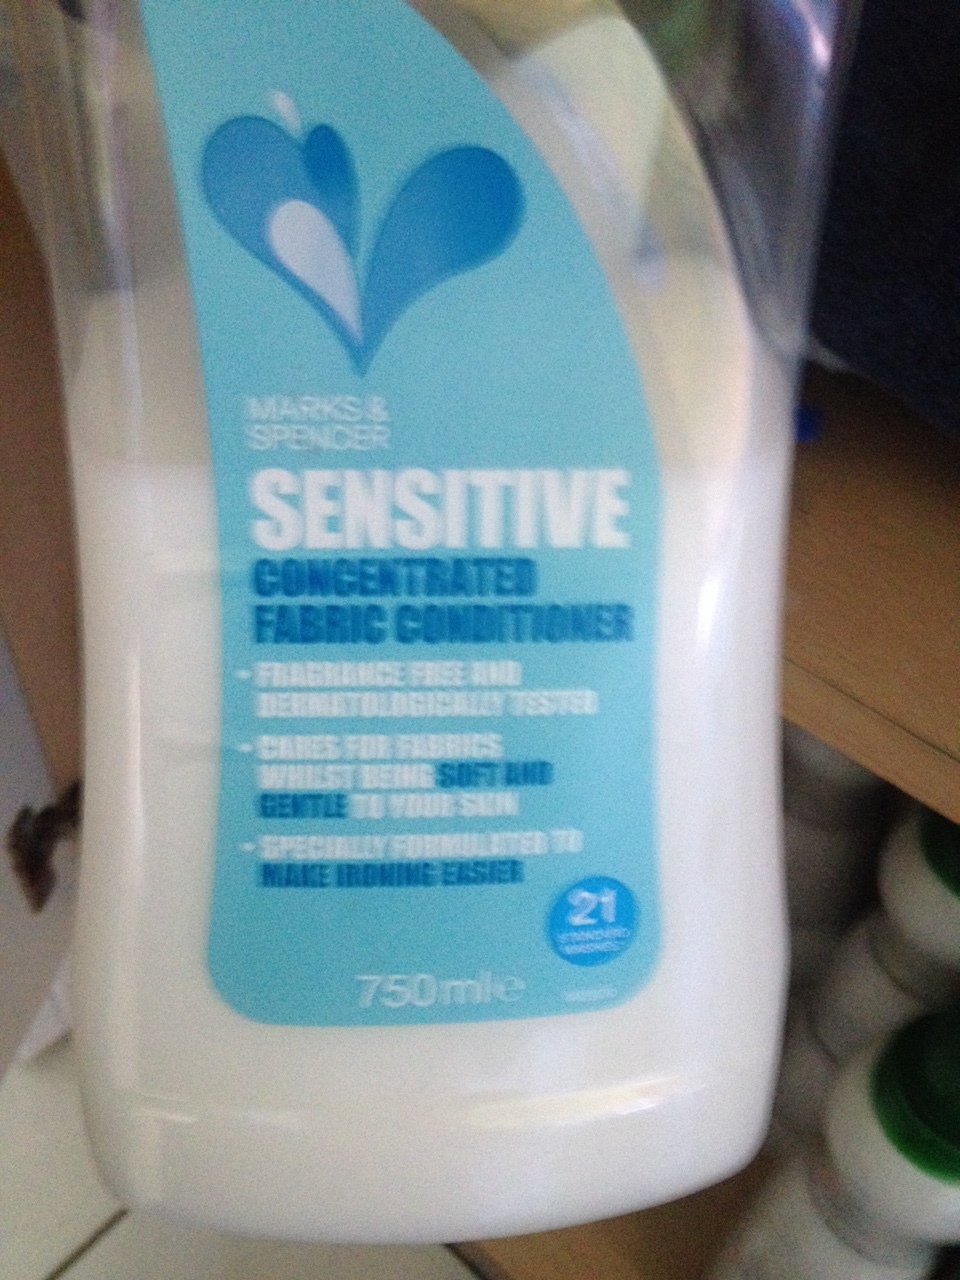 MARKS &
SPENCER
SENSITIVE
CONCENTRATED
FABRIC CONDITIONER
- FRAGRANCE FREE AND
DERMATOLOGICALLY TESTED
- CARES FOR FABRICS
WHILST BEING SOFT AND
GENTLE TO YOUR SKIN
- SPECIALLY FORMULATED TO
MAKE IRONING EASIER
21
STANDARD
WASHES
750ml e